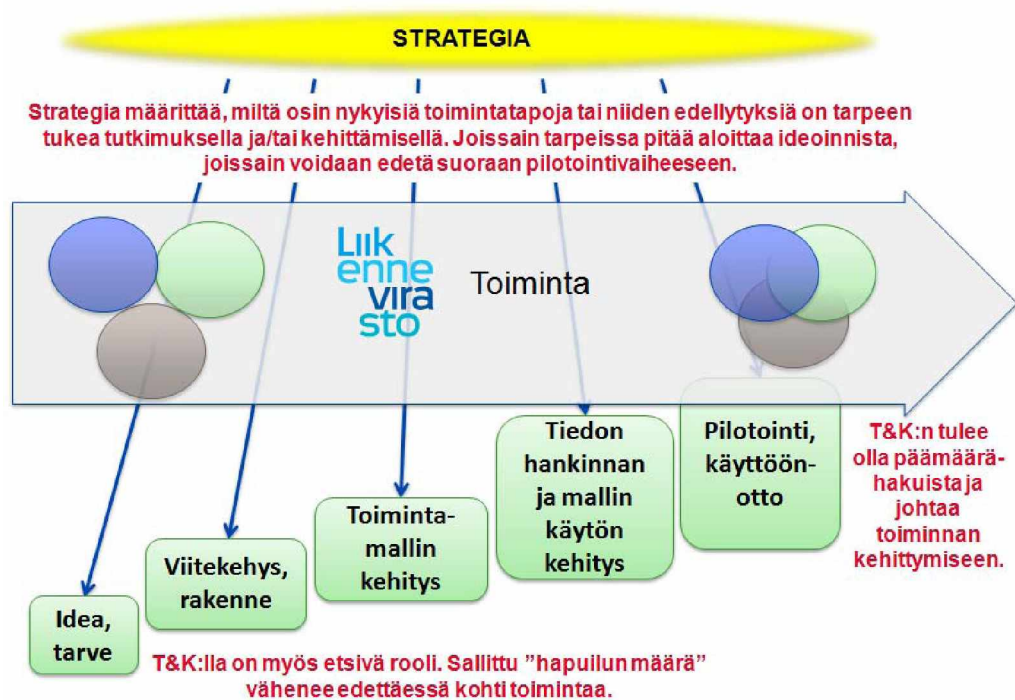 STRATEGIA
Strategia määrittää, miltä osin nykyisiä toimintatapoja tai niiden edellytyksiä on tarpeen
tukea tutkimuksella ja/tai kehittämisellä. Joissain tarpeissa pitää aloittaa ideoinnista,
joissain voidaan edetä suoraan pilotointivaiheeseen.
Liik
enne
vira
sto
Toiminta
Idea,
tarve
Viitekehys,
rakenne
Toiminta-
mallin
kehitys
Tiedon
hankinnan
ja mallin
käytön
kehitys
Pilotointi,
käyttöön-
otto
T&K:n tulee
olla päämäärä-
hakuista ja
johtaa
toiminnan
kehittymiseen.
T&K:lla on myös etsivä rooli. Sallittu ”hapuilun määrä”
vähenee edettäessä kohti toimintaa.